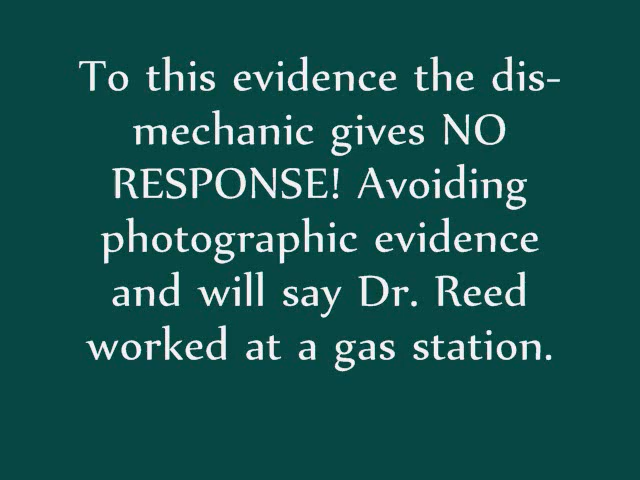 To this evidence the dis-
mechanic gives NO
RESPONSE! Avoiding
photographic evidence
and will say Dr. Reed
worked at a gas station.